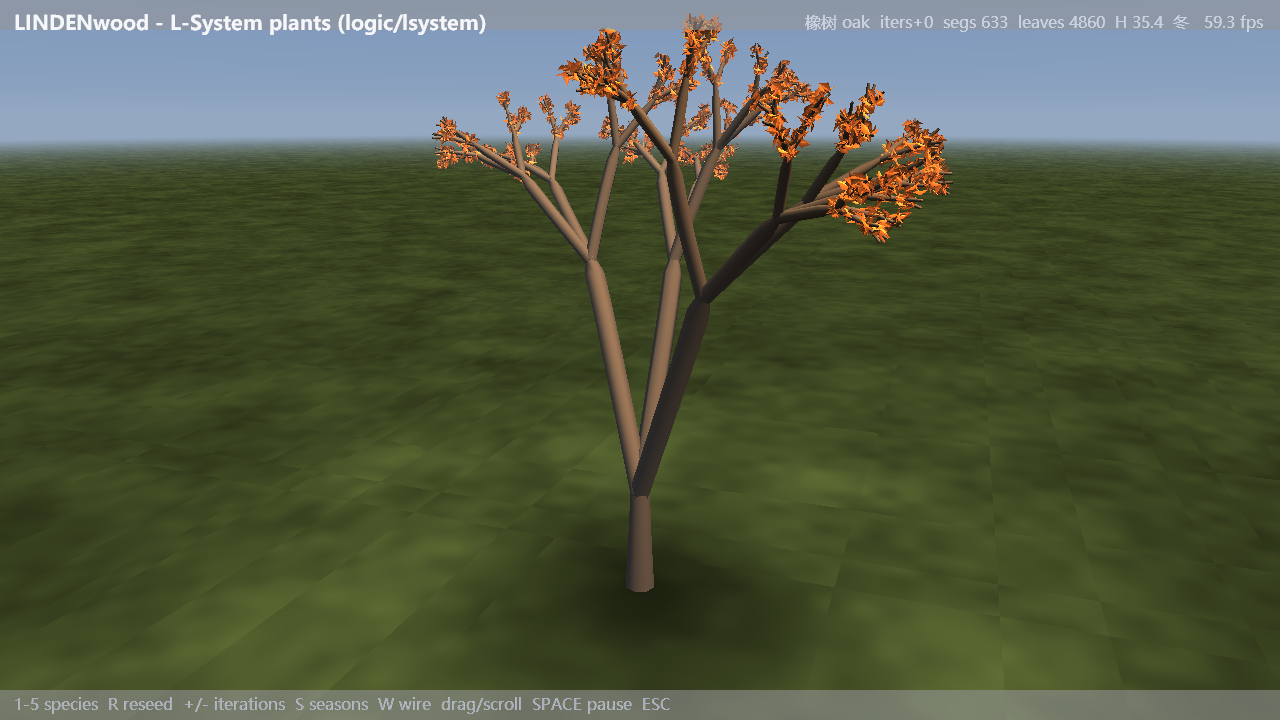 LINDENwood - L-System plants (logic/lsystem)
橡树 oak iters+0 segs 633 leaves 4860 H 35.4 冬 59.3 fps
1-5 species R reseed +/- iterations S seasons W wire drag/scroll SPACE pause ESC